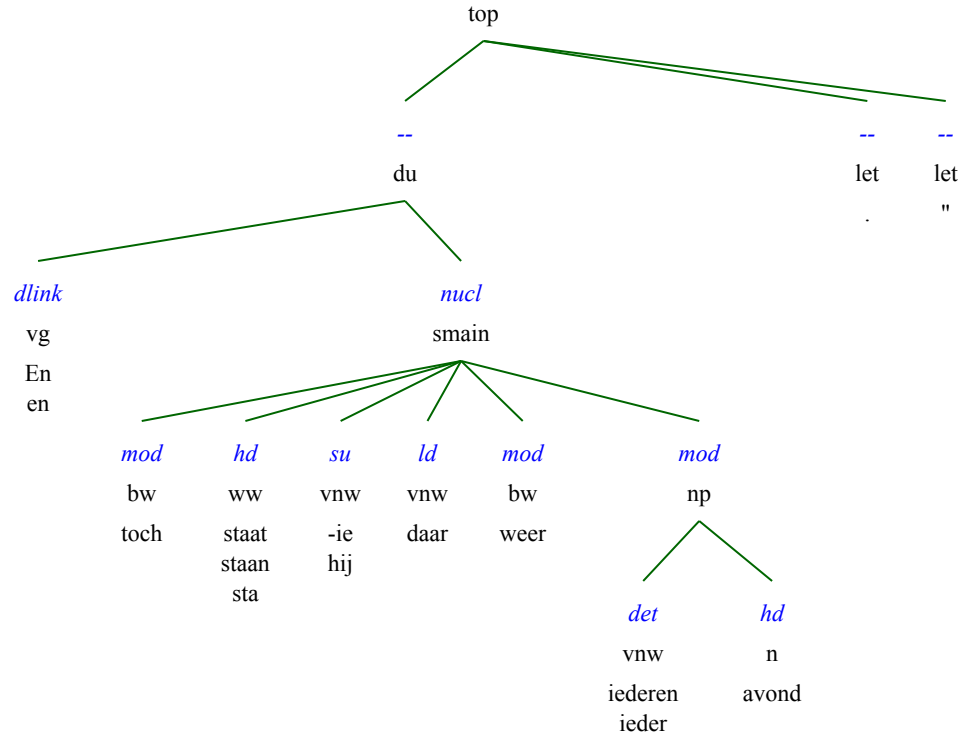 top
-- -- --
du let let
. "
dlink nucl
vg smain
En
en
mod hd su ld mod mod
bw ww vnw vnw bw np
toch staat -ie daar weer
staan hij
sta
det hd
vnw n
iederen avond
ieder